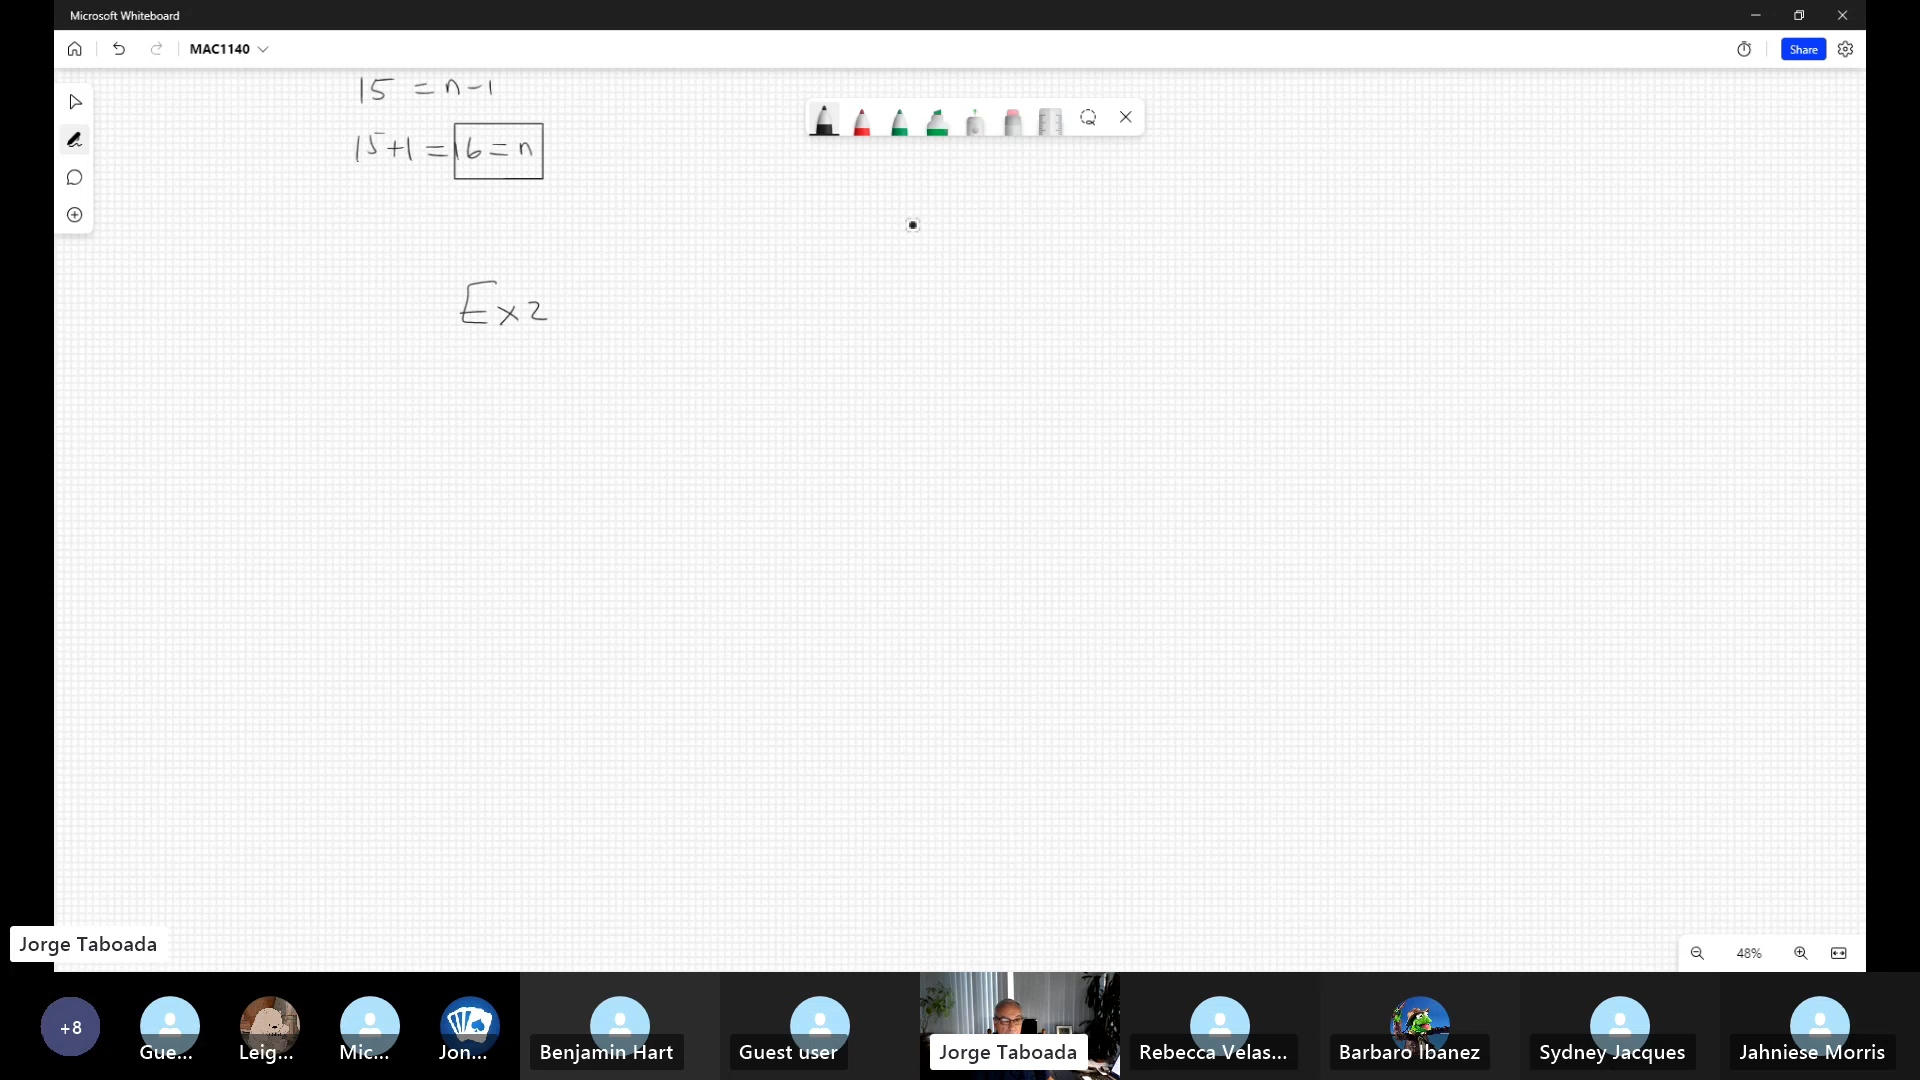 Microsoft Whiteboard
MAC1140
Share
15 = n-1
15+1 = 16 = n
Ex2
48%
Jorge Taboada
+8
Gue...
Leig...
Mic...
Jon...
Benjamin Hart
Guest user
Jorge Taboada
Rebecca Velas...
Barbaro Ibanez
Sydney Jacques
Jahniese Morris